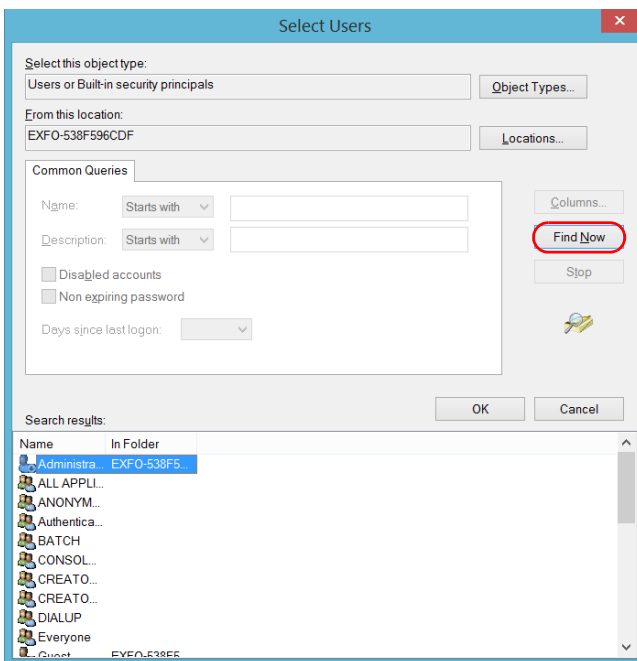 Select Users
Select this object type:
Users or Built-in security principals
Object Types...
From this location:
EXFO-538F596CDF
Locations...
Common Queries
Name: Starts with
Columns...
Description: Starts with
Find Now
Disabled accounts
Stop
Non expiring password
Days since last logon:
OK
Cancel
Search results:
Name In Folder
Administra... EXFO-538F5...
ALL APPLI...
ANONYM...
Authentica...
BATCH
CONSOL...
CREATO...
CREATO...
DIALUP
Everyone
Guest EXFO-538F5